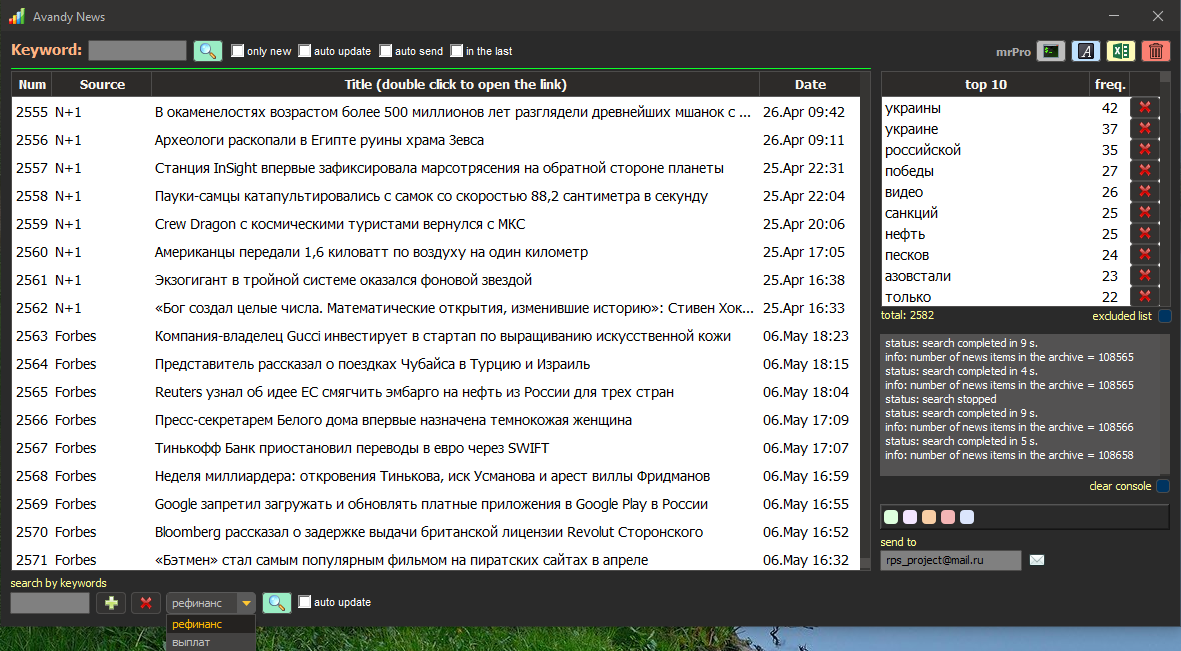 Avandy News
Keyword: only new auto update auto send in the last mrPro
Num Source Title (double click to open the link) Date
2555 N+1 В окаменелостях возрастом более 500 миллионов лет разглядели древнейших мшанок с ... 26.Apr 09:42
2556 N+1 Археологи раскопали в Египте руины храма Зевса 26.Apr 09:11
2557 N+1 Станция InSight впервые зафиксировала марсотрясения на обратной стороне планеты 25.Apr 22:31
2558 N+1 Пауки-самцы катапультировались с самок со скоростью 88,2 сантиметра в секунду 25.Apr 22:04
2559 N+1 Crew Dragon с космическими туристами вернулся с МКС 25.Apr 20:06
2560 N+1 Американцы передали 1,6 киловатт по воздуху на один километр 25.Apr 17:05
2561 N+1 Экзогигант в тройной системе оказался фоновой звездой 25.Apr 16:38
2562 N+1 «Бог создал целые числа. Математические открытия, изменившие историю»: Стивен Хок... 25.Apr 16:33
2563 Forbes Компания-владелец Gucci инвестирует в стартап по выращиванию искусственной кожи 06.May 18:23
2564 Forbes Представитель рассказал о поездках Чубайса в Турцию и Израиль 06.May 18:15
2565 Forbes Reuters узнал об идее ЕС смягчить эмбарго на нефть из России для трех стран 06.May 18:04
2566 Forbes Пресс-секретарем Белого дома впервые назначена темнокожая женщина 06.May 17:09
2567 Forbes Тинькофф Банк приостановил переводы в евро через SWIFT 06.May 17:07
2568 Forbes Неделя миллиардера: откровения Тинькова, иск Усманова и арест виллы Фридманов 06.May 16:59
2569 Forbes Google запретил загружать и обновлять платные приложения в Google Play в России 06.May 16:55
2570 Forbes Bloomberg рассказал о задержке выдачи британской лицензии Revolut Сторонского 06.May 16:52
2571 Forbes «Бэтмен» стал самым популярным фильмом на пиратских сайтах в апреле 06.May 16:32
top 10 freq.
украины 42
украине 37
российской 35
победы 27
видео 26
санкций 25
нефть 25
песков 24
азовстали 23
только 22
total: 2582 excluded list
status: search completed in 9 s.
info: number of news items in the archive = 108565
status: search completed in 4 s.
info: number of news items in the archive = 108565
status: search stopped
status: search completed in 9 s.
info: number of news items in the archive = 108566
status: search completed in 5 s.
info: number of news items in the archive = 108658
clear console
send to
rps_project@mail.ru
search by keywords
рефинанс auto update
рефинанс
выплат